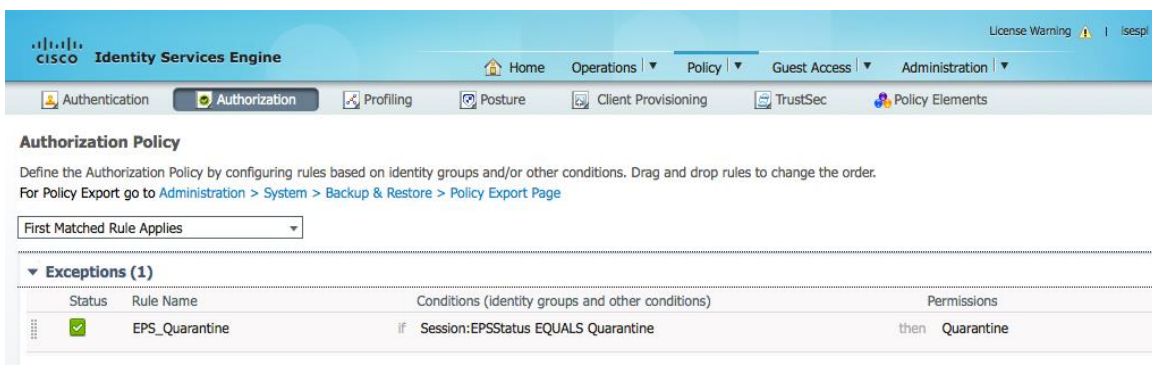 License Warning | isespl
CISCO Identity Services Engine
Home Operations Policy Guest Access Administration
Authentication Authorization Profiling Posture Client Provisioning TrustSec Policy Elements
Authorization Policy
Define the Authorization Policy by configuring rules based on identity groups and/or other conditions. Drag and drop rules to change the order.
For Policy Export go to Administration > System > Backup & Restore > Policy Export Page
First Matched Rule Applies
Exceptions (1)
Status Rule Name Conditions (identity groups and other conditions) Permissions
EPS_Quarantine if Session:EPSStatus EQUALS Quarantine then Quarantine